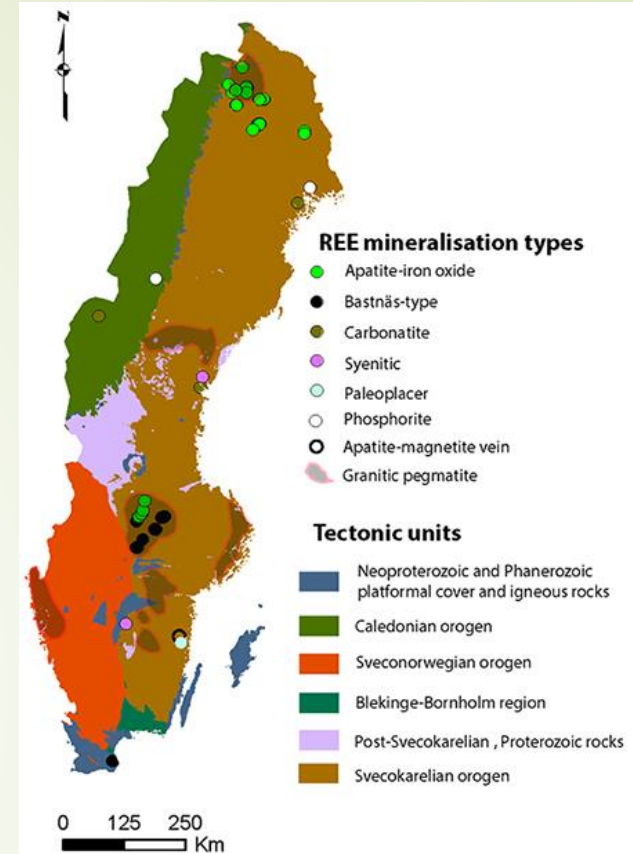 Z
REE mineralisation types
Apatite-iron oxide
Bastnäs-type
Carbonatite
Syenitic
Paleoplacer
Phosphorite
Apatite-magnetite vein
Granitic pegmatite
Tectonic units
Neoproterozoic and Phanerozoic
platformal cover and igneous rocks
Caledonian orogen
Sveconorwegian orogen
Blekinge-Bornholm region
Post-Svecokarelian , Proterozoic rocks
Svecokarelian orogen
0 125 250
Km